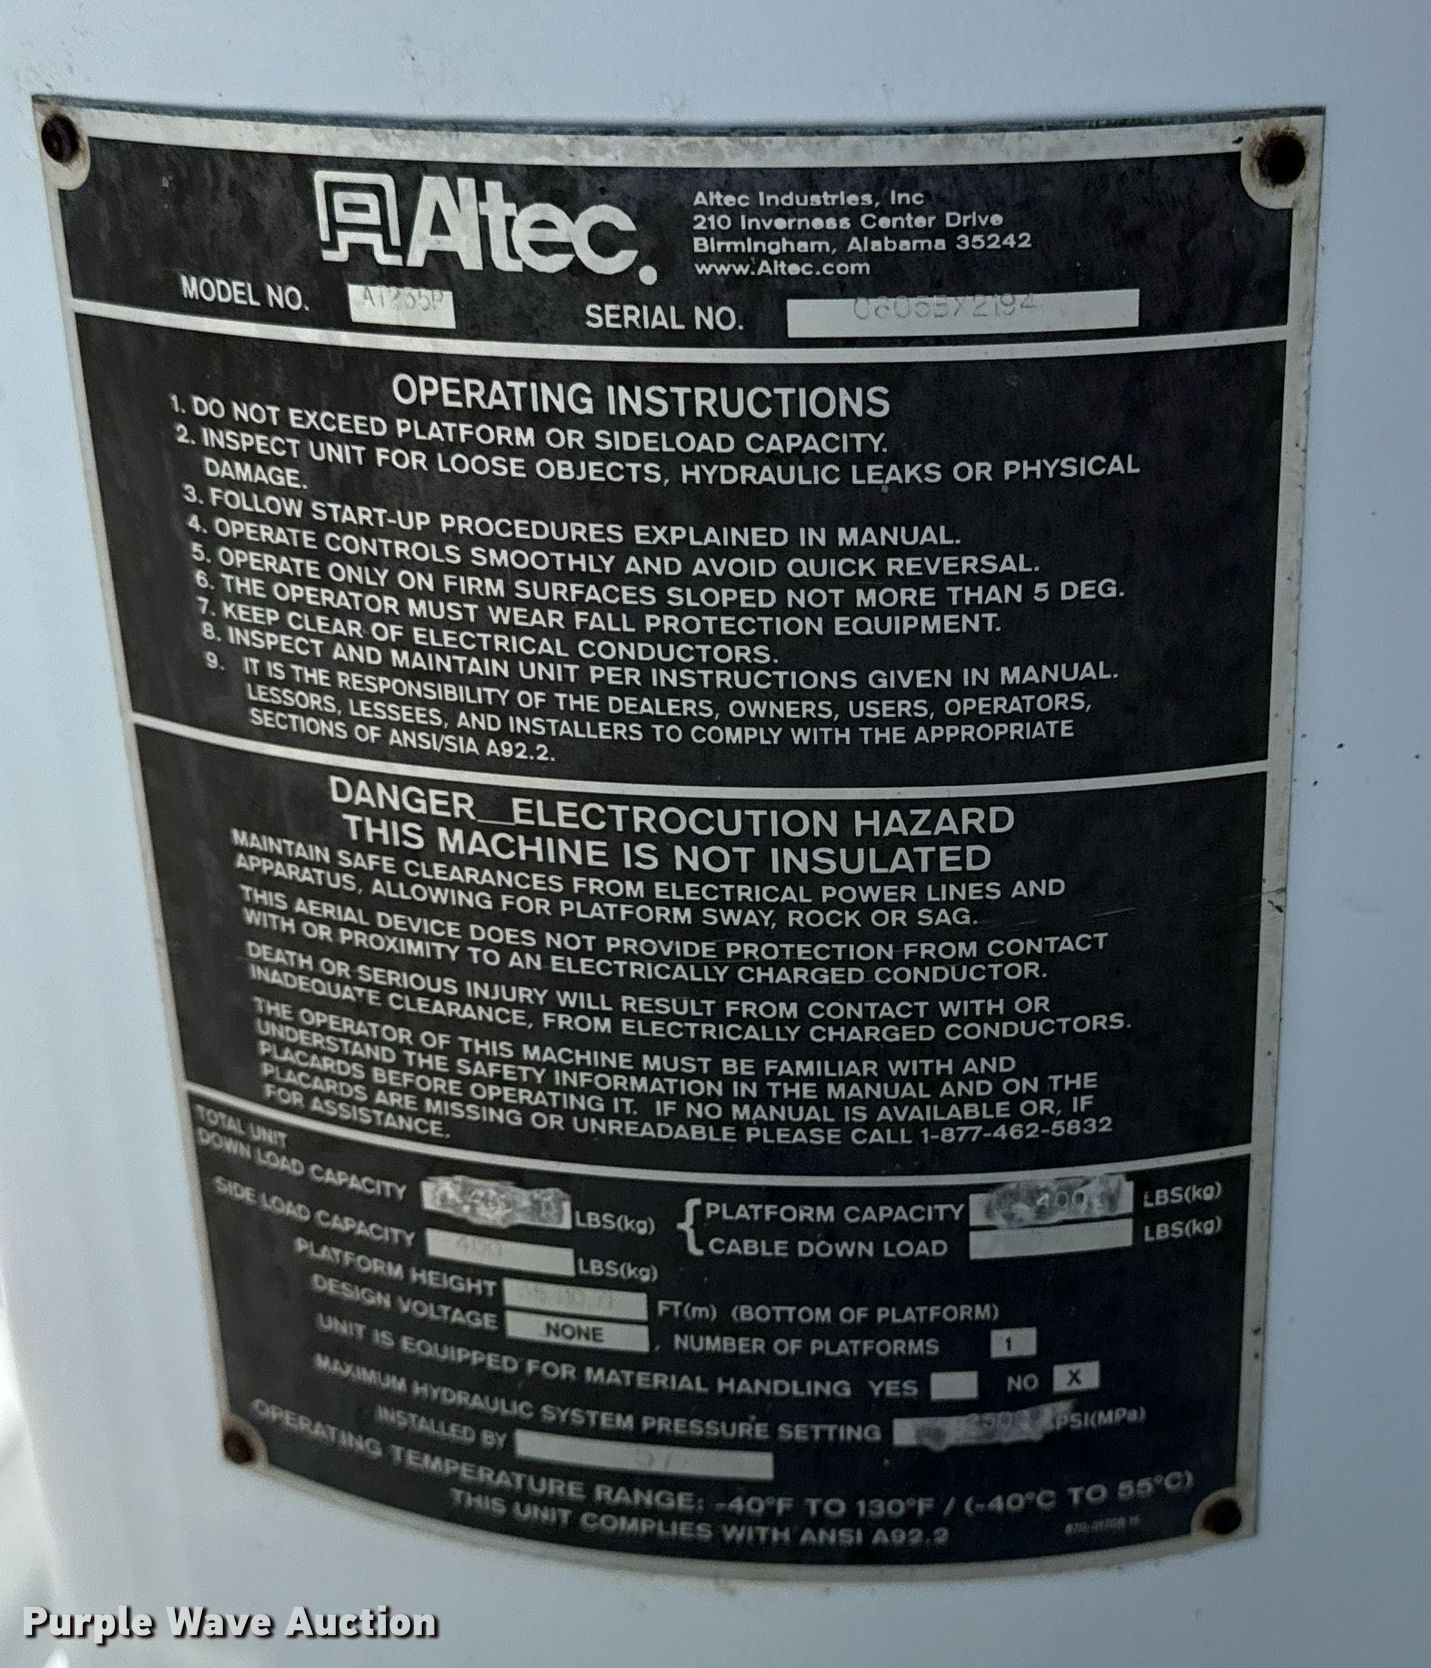 Altec.
Altec Industries, Inc
210 Inverness Center Drive
Birmingham, Alabama 35242
www.Altec.com
MODEL NO. AT235P SERIAL NO.
OPERATING INSTRUCTIONS
1. DO NOT EXCEED PLATFORM OR SIDELOAD CAPACITY.
2. INSPECT UNIT FOR LOOSE OBJECTS, HYDRAULIC LEAKS OR PHYSICAL
DAMAGE.
3. FOLLOW START-UP PROCEDURES EXPLAINED IN MANUAL.
4. OPERATE CONTROLS SMOOTHLY AND AVOID QUICK REVERSAL.
5. OPERATE ONLY ON FIRM SURFACES SLOPED NOT MORE THAN 5 DEG.
6. THE OPERATOR MUST WEAR FALL PROTECTION EQUIPMENT.
7. KEEP CLEAR OF ELECTRICAL CONDUCTORS.
8. INSPECT AND MAINTAIN UNIT PER INSTRUCTIONS GIVEN IN MANUAL.
9. IT IS THE RESPONSIBILITY OF THE DEALERS, OWNERS, USERS, OPERATORS,
LESSORS, LESSEES, AND INSTALLERS TO COMPLY WITH THE APPROPRIATE
SECTIONS OF ANSI/SIA A92.2.
DANGER__ELECTROCUTION HAZARD
THIS MACHINE IS NOT INSULATED
MAINTAIN SAFE CLEARANCES FROM ELECTRICAL POWER LINES AND
APPARATUS, ALLOWING FOR PLATFORM SWAY, ROCK OR SAG.
THIS AERIAL DEVICE DOES NOT PROVIDE PROTECTION FROM CONTACT
WITH OR PROXIMITY TO AN ELECTRICALLY CHARGED CONDUCTOR.
DEATH OR SERIOUS INJURY WILL RESULT FROM CONTACT WITH OR
INADEQUATE CLEARANCE, FROM ELECTRICALLY CHARGED CONDUCTORS.
THE OPERATOR OF THIS MACHINE MUST BE FAMILIAR WITH AND
UNDERSTAND THE SAFETY INFORMATION IN THE MANUAL AND ON THE
PLACARDS BEFORE OPERATING IT. IF NO MANUAL IS AVAILABLE OR, IF
PLACARDS ARE MISSING OR UNREADABLE PLEASE CALL 1-877-462-5832
FOR ASSISTANCE.
TOTAL UNIT
DOWN LOAD CAPACITY LBS(kg) PLATFORM CAPACITY 400 LBS(kg)
SIDE LOAD CAPACITY 400 LBS(kg) CABLE DOWN LOAD LBS(kg)
PLATFORM HEIGHT FT(m) (BOTTOM OF PLATFORM)
DESIGN VOLTAGE NONE , NUMBER OF PLATFORMS 1
UNIT IS EQUIPPED FOR MATERIAL HANDLING YES NO X
MAXIMUM HYDRAULIC SYSTEM PRESSURE SETTING PSI(MPa)
INSTALLED BY
OPERATING TEMPERATURE RANGE: -40°F TO 130°F / (-40°C TO 55°C)
THIS UNIT COMPLIES WITH ANSI A92.2
Purple Wave Auction